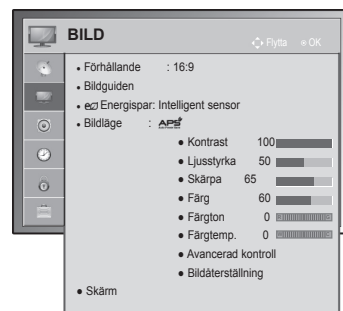 BILD
Flytta OK
• Förhållande : 16:9
• Bildguiden
• Energispar: Intelligent sensor
• Bildläge : APS
• Kontrast 100
• Ljusstyrka 50
• Skärpa 65
• Färg 60
• Färgton 0
• Färgtemp. 0
• Avancerad kontroll
• Bildåterställning
• Skärm